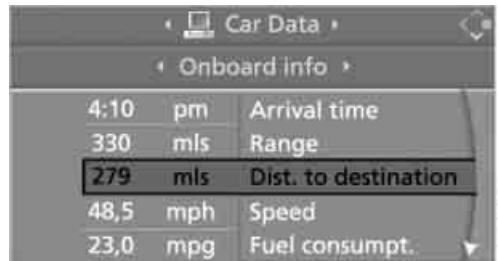 Car Data
Onboard info
4:10 pm Arrival time
330 mls Range
279 mls Dist. to destination
48,5 mph Speed
23,0 mpg Fuel consumpt.